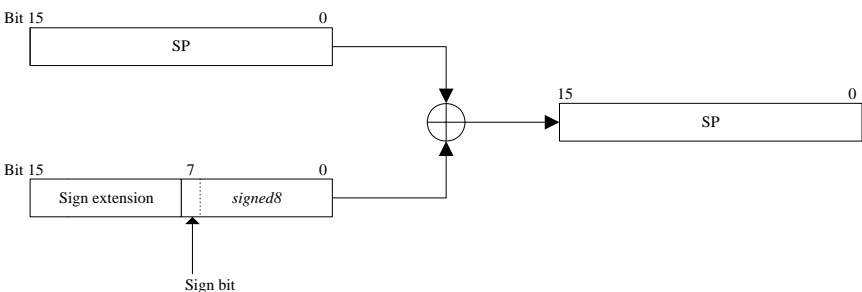 Bit 15 0
SP
15 0
SP
Bit 15 7 0
Sign extension signed8
Sign bit